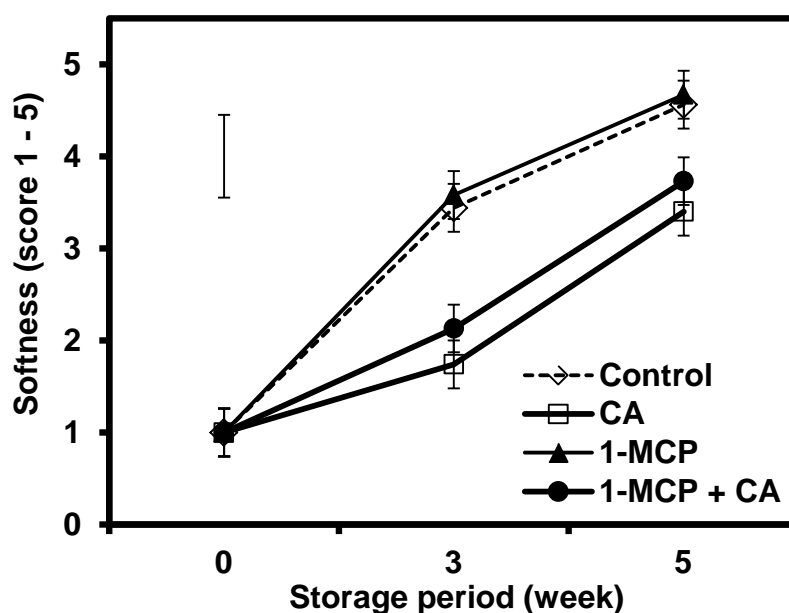 Softness (score 1 - 5)
5
4
3
2
1
0
Control
CA
1-MCP
1-MCP + CA
0 3 5
Storage period (week)